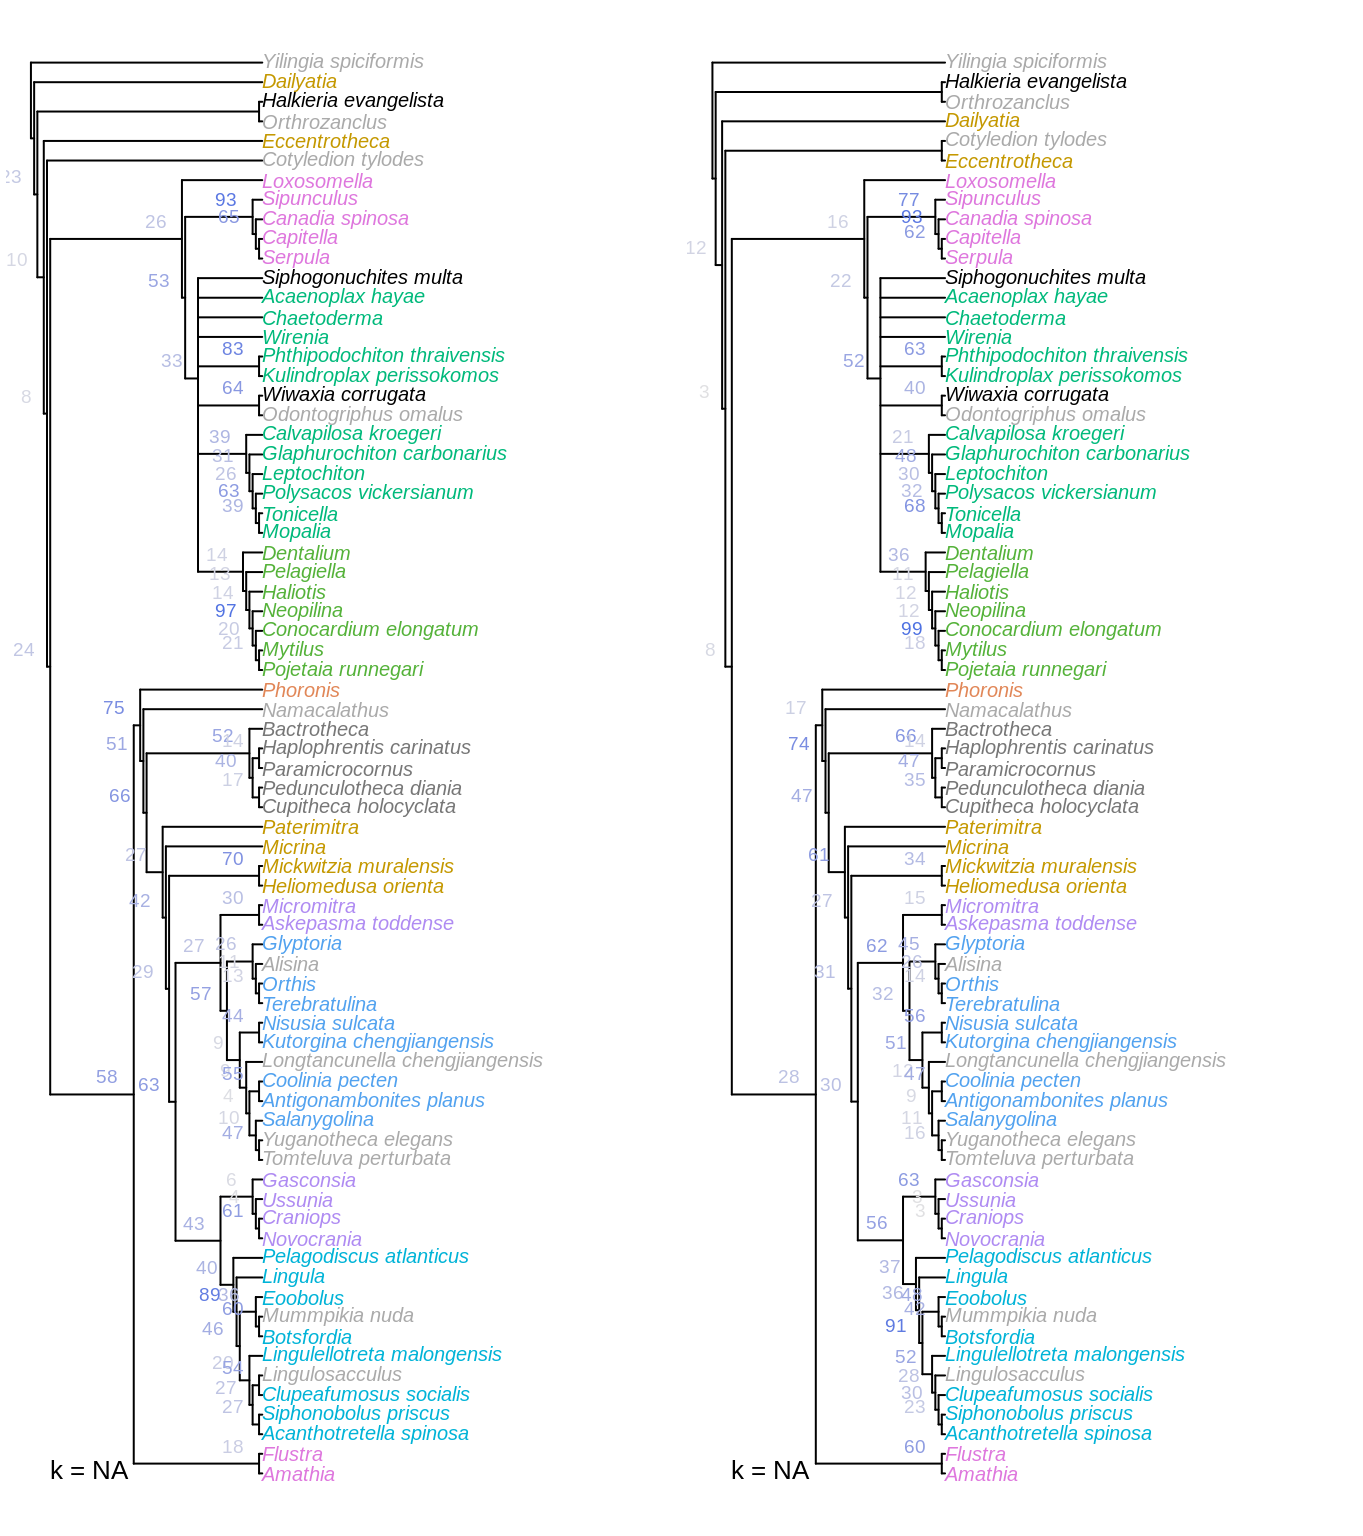 Yilingia spiciformis
Dailyatia
Halkieria evangelista
Orthrozanclus
Eccentrotheca
Cotyledion tylodes
23
Loxosomella
93
Sipunculus
26
65
Canadia spinosa
Capitella
10
Serpula
53
Siphogonuchites multa
Acaenoplax hayae
Chaetoderma
Wirenia
83
Phthipodochiton thraivensis
33
Kulindroplax perissokomos
8
64
Wiwaxia corrugata
Odontogriphus omalus
39
Calvapilosa kroegeri
31
Glaphurochiton carbonarius
26
Leptochiton
63
Polysacos vickersianum
39
Tonicella
Mopalia
14
Dentalium
13
Pelagiella
14
Haliotis
97
Neopilina
20
Conocardium elongatum
24
21
Mytilus
Pojetaia runnegari
Phoronis
75
Namacalathus
51
52
14
Bactrotheca
Haplophrentis carinatus
40
Paramicrocornus
66
17
Pedunculotheca diania
Cupitheca holocyclata
Paterimitra
27
Micrina
70
Mickwitzia muralensis
Heliomedusa orienta
42
30
Micromitra
Askepasma toddense
27
26
Glyptoria
29
11
Alisina
13
Orthis
57
Terebratulina
44
Nisusia sulcata
9
Kutorgina chengjiangensis
Longtancunella chengjiangensis
58
63
55
Coolinia pecten
4
Antigonambonites planus
10
Salanygolina
47
Yuganotheca elegans
Tomteluva perturbata
6
Gasconsia
4
Ussunia
43
61
Craniops
Novocrania
40
Pelagodiscus atlanticus
Lingula
89
36
Eoobolus
60
Mummpikia nuda
46
Botsfordia
20
Lingulellotreta malongensis
54
Lingulosacculus
27
Clupeafumosus socialis
27
Siphonobolus priscus
Acanthotretella spinosa
18
Flustra
k = NA
Amathia
Yilingia spiciformis
Halkieria evangelista
Orthrozanclus
Dailyatia
Cotyledion tylodes
Eccentrotheca
Loxosomella
77
Sipunculus
16
93
Canadia spinosa
12
62
Capitella
Serpula
22
Siphogonuchites multa
Acaenoplax hayae
Chaetoderma
Wirenia
63
Phthipodochiton thraivensis
52
Kulindroplax perissokomos
3
40
Wiwaxia corrugata
Odontogriphus omalus
21
Calvapilosa kroegeri
48
Glaphurochiton carbonarius
30
Leptochiton
32
Polysacos vickersianum
68
Tonicella
Mopalia
36
Dentalium
11
Pelagiella
12
Haliotis
12
Neopilina
99
Conocardium elongatum
8
18
Mytilus
Pojetaia runnegari
Phoronis
17
Namacalathus
74
66
14
Bactrotheca
Haplophrentis carinatus
47
Paramicrocornus
47
35
Pedunculotheca diania
Cupitheca holocyclata
Paterimitra
61
Micrina
34
Mickwitzia muralensis
Heliomedusa orienta
27
15
Micromitra
Askepasma toddense
62
45
Glyptoria
31
26
Alisina
14
Orthis
32
Terebratulina
56
Nisusia sulcata
51
Kutorgina chengjiangensis
Longtancunella chengjiangensis
28
30
47
Coolinia pecten
9
Antigonambonites planus
11
Salanygolina
16
Yuganotheca elegans
Tomteluva perturbata
63
Gasconsia
3
Ussunia
56
3
Craniops
Novocrania
37
Pelagodiscus atlanticus
Lingula
36
Eoobolus
Mummpikia nuda
91
Botsfordia
52
Lingulellotreta malongensis
28
Lingulosacculus
30
Clupeafumosus socialis
23
Siphonobolus priscus
Acanthotretella spinosa
60
Flustra
k = NA
Amathia